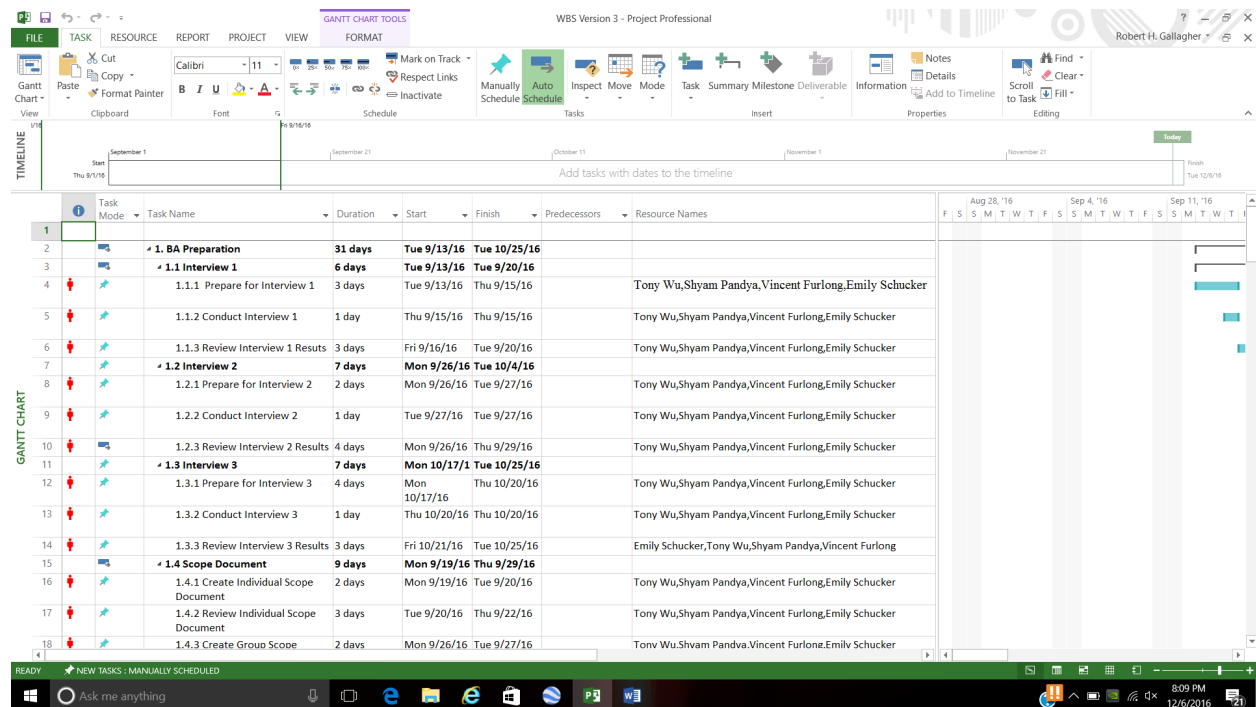 GANTT CHART TOOLS
WBS Version 3 - Project Professional
FILE TASK RESOURCE REPORT PROJECT VIEW FORMAT
Robert H. Gallagher
Gantt Chart
View
Paste
Cut
Copy
Format Painter
Clipboard
Calibri 11
B I U A
Font
0% 25% 50% 75% 100%
Mark on Track
Respect Links
Inactivate
Schedule
Manually Schedule
Auto Schedule
Inspect Move Mode
Tasks
Task Summary Milestone Deliverable
Insert
Information
Notes
Details
Add to Timeline
Properties
Scroll to Task
Find
Clear
Fill
Editing
TIMELINE
Fri 9/16/16
Today
September 1 September 21 October 11 November 1 November 21
Start
Thu 9/1/16
Add tasks with dates to the timeline
Finish
Tue 12/6/16
Task Mode Task Name Duration Start Finish Predecessors Resource Names
Aug 28, '16 Sep 4, '16 Sep 11, '16
F S S M T W T F S S M T W T F S S M T W T
GANTT CHART
1
2 1. BA Preparation 31 days Tue 9/13/16 Tue 10/25/16
3 1.1 Interview 1 6 days Tue 9/13/16 Tue 9/20/16
4 1.1.1 Prepare for Interview 1 3 days Tue 9/13/16 Thu 9/15/16 Tony Wu,Shyam Pandya,Vincent Furlong,Emily Schucker
5 1.1.2 Conduct Interview 1 1 day Thu 9/15/16 Thu 9/15/16 Tony Wu,Shyam Pandya,Vincent Furlong,Emily Schucker
6 1.1.3 Review Interview 1 Resuts 3 days Fri 9/16/16 Tue 9/20/16 Tony Wu,Shyam Pandya,Vincent Furlong,Emily Schucker
7 1.2 Interview 2 7 days Mon 9/26/16 Tue 10/4/16
8 1.2.1 Prepare for Interview 2 2 days Mon 9/26/16 Tue 9/27/16 Tony Wu,Shyam Pandya,Vincent Furlong,Emily Schucker
9 1.2.2 Conduct Interview 2 1 day Tue 9/27/16 Tue 9/27/16 Tony Wu,Shyam Pandya,Vincent Furlong,Emily Schucker
10 1.2.3 Review Interview 2 Results 4 days Mon 9/26/16 Thu 9/29/16 Tony Wu,Shyam Pandya,Vincent Furlong,Emily Schucker
11 1.3 Interview 3 7 days Mon 10/17/1 Tue 10/25/16
12 1.3.1 Prepare for Interview 3 4 days Mon 10/17/16 Thu 10/20/16 Tony Wu,Shyam Pandya,Vincent Furlong,Emily Schucker
13 1.3.2 Conduct Interview 3 1 day Thu 10/20/16 Thu 10/20/16 Tony Wu,Shyam Pandya,Vincent Furlong,Emily Schucker
14 1.3.3 Review Interview 3 Results 3 days Fri 10/21/16 Tue 10/25/16 Emily Schucker,Tony Wu,Shyam Pandya,Vincent Furlong
15 1.4 Scope Document 9 days Mon 9/19/16 Thu 9/29/16
16 1.4.1 Create Individual Scope Document 2 days Mon 9/19/16 Tue 9/20/16 Tony Wu,Shyam Pandya,Vincent Furlong,Emily Schucker
17 1.4.2 Review Individual Scope Document 3 days Tue 9/20/16 Thu 9/22/16 Tony Wu,Shyam Pandya,Vincent Furlong,Emily Schucker
18 1.4.3 Create Group Scope 2 days Mon 9/26/16 Tue 9/27/16 Tony Wu,Shyam Pandya,Vincent Furlong,Emily Schucker
READY NEW TASKS : MANUALLY SCHEDULED
Ask me anything
8:09 PM
12/6/2016
21